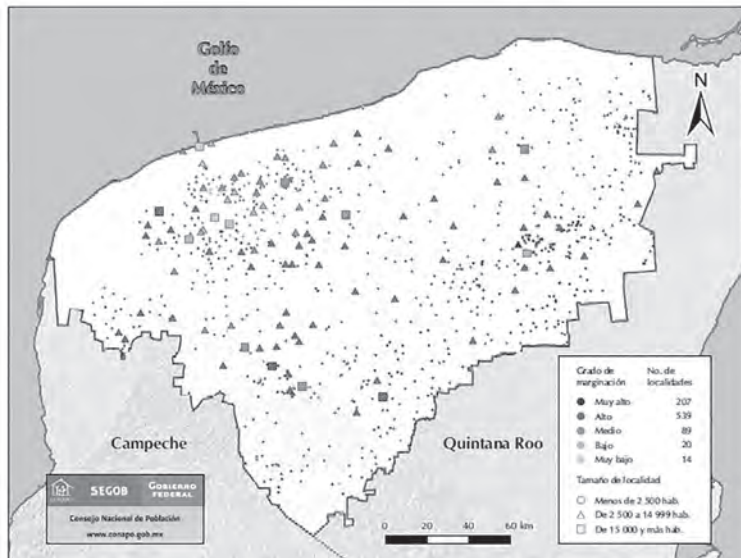 Golfo
de
México
N
Campeche
Quintana Roo
Grado de marginación No. de localidades
Muy alto 207
Alto 539
Medio 89
Bajo 20
Muy bajo 14
Tamaño de localidad
Menos de 2 500 hab.
De 2 500 a 14 999 hab.
De 15 000 y más hab.
SEGOB
GOBIERNO
FEDERAL
Consejo Nacional de Población
www.conapo.gob.mx
0 20 40 60 km